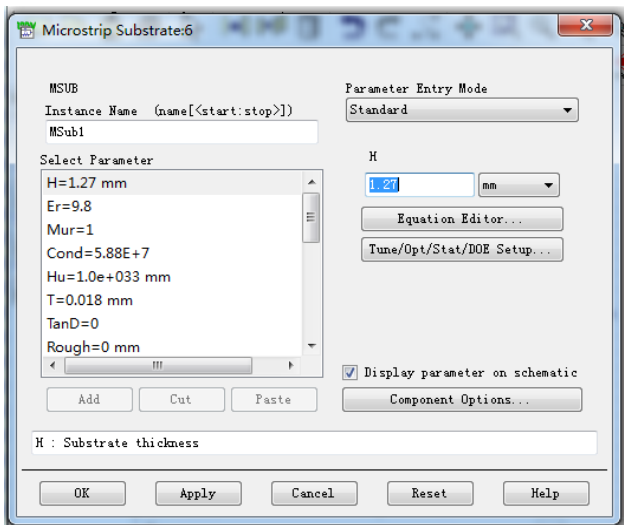 Microstrip Substrate:6
MSUB
Instance Name (name[<start:stop>])
MSub1
Select Parameter
H=1.27 mm
Er=9.8
Mur=1
Cond=5.88E+7
Hu=1.0e+033 mm
T=0.018 mm
TanD=0
Rough=0 mm
Add Cut Paste
Parameter Entry Mode
Standard
H
1.27 mm
Equation Editor...
Tune/Opt/Stat/DOE Setup...
Display parameter on schematic
Component Options...
H : Substrate thickness
OK Apply Cancel Reset Help